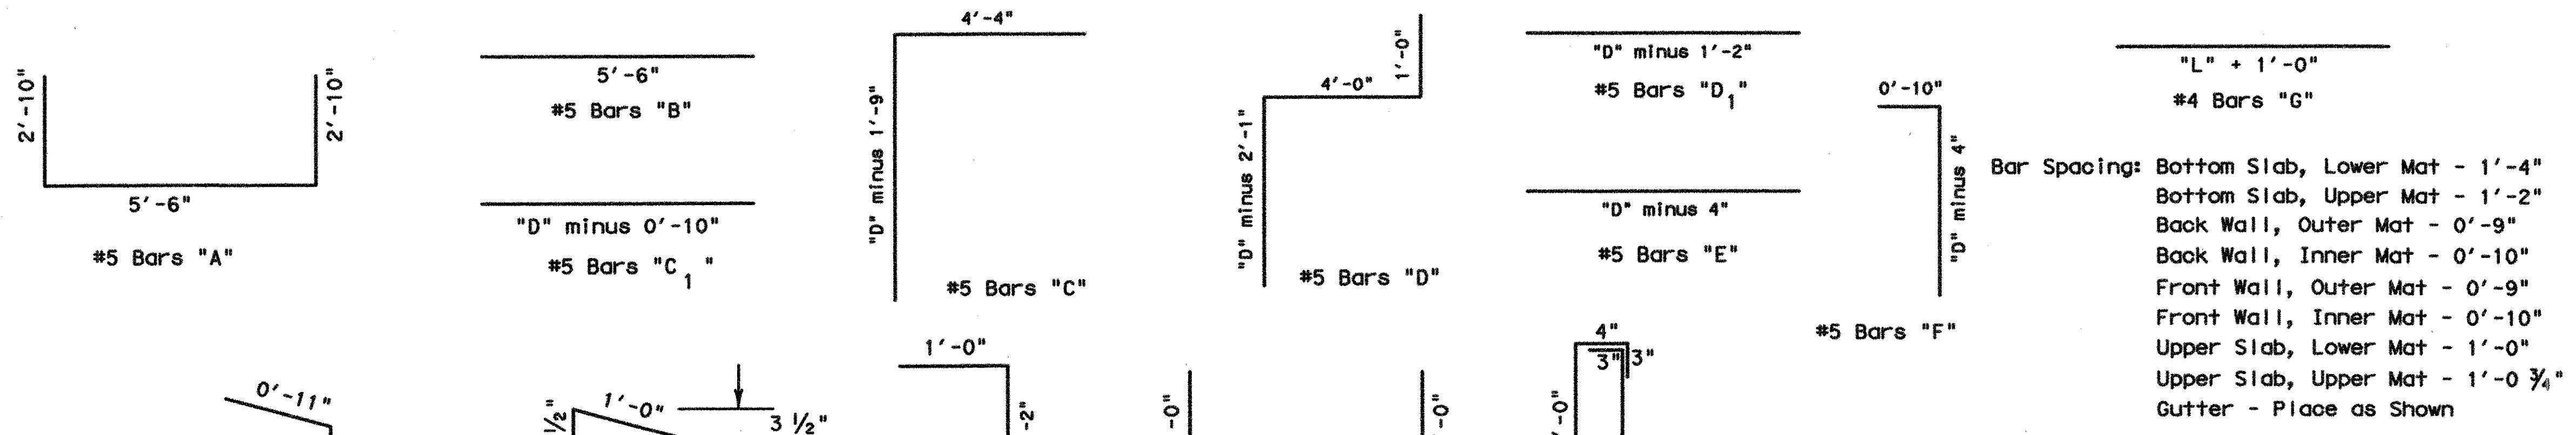 2'-10"
2'-10"
5'-6"
#5 Bars "A"
5'-6"
#5 Bars "B"
"D" minus 0'-10"
#5 Bars "C1"
4'-4"
"D" minus 1'-9"
#5 Bars "C"
1'-0"
4'-0"
"D" minus 2'-1"
#5 Bars "D"
"D" minus 1'-2"
#5 Bars "D1"
"D" minus 4"
#5 Bars "E"
0'-10"
"D" minus 4"
#5 Bars "F"
"L" + 1'-0"
#4 Bars "G"
Bar Spacing: Bottom Slab, Lower Mat - 1'-4"
Bottom Slab, Upper Mat - 1'-2"
Back Wall, Outer Mat - 0'-9"
Back Wall, Inner Mat - 0'-10"
Front Wall, Outer Mat - 0'-9"
Front Wall, Inner Mat - 0'-10"
Upper Slab, Lower Mat - 1'-0"
Upper Slab, Upper Mat - 1'-0 ¾"
Gutter - Place as Shown
0'-11"
½"
1'-0"
3 ½"
1'-0"
-2"
-0"
-0"
4"
3"
3"
'-0"